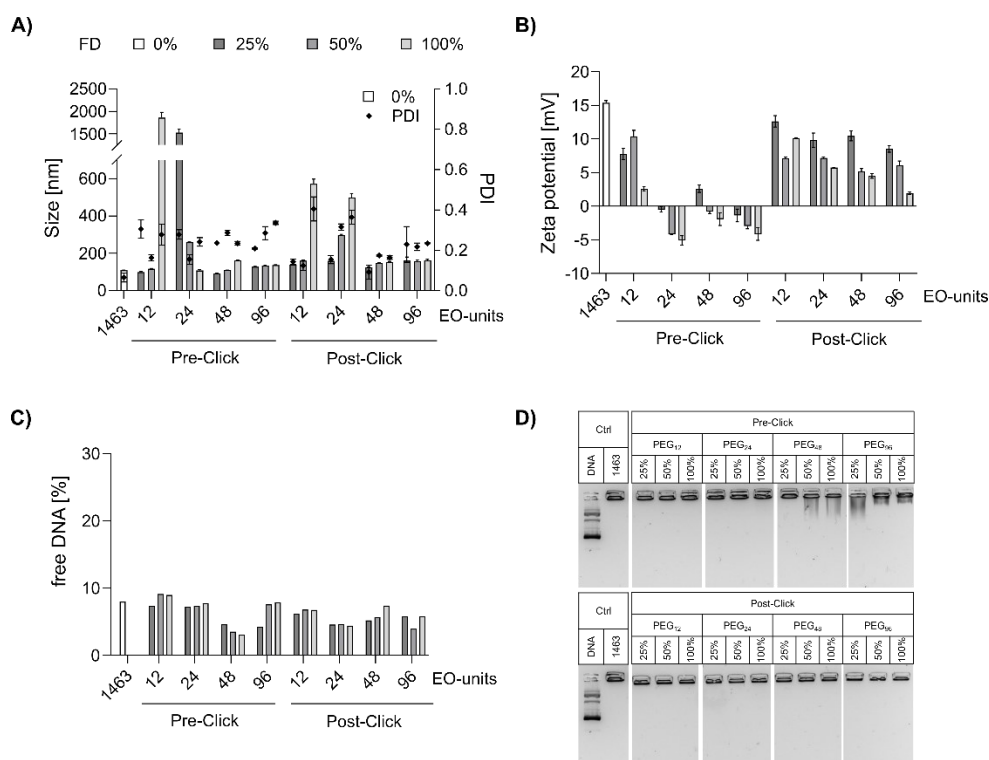 A)
FD 0% 25% 50% 100%
2500
2000
1500
600
400
200
0
Size [nm]
1.0
0.8
0.6
0.4
0.2
0.0
PDI
0%
PDI
1463 12 24 48 96 12 24 48 96 EO-units
Pre-Click Post-Click
B)
20
15
10
5
0
-5
-10
Zeta potential [mV]
1463 12 24 48 96 12 24 48 96 EO-units
Pre-Click Post-Click
C)
30
20
10
0
free DNA [%]
1463 12 24 48 96 12 24 48 96 EO-units
Pre-Click Post-Click
D)
Ctrl Pre-Click
PEG₁₂ PEG₂₄ PEG₄₈ PEG₉₆
DNA 1463 25% 50% 100% 25% 50% 100% 25% 50% 100% 25% 50% 100%
Ctrl Post-Click
PEG₁₂ PEG₂₄ PEG₄₈ PEG₉₆
DNA 1463 25% 50% 100% 25% 50% 100% 25% 50% 100% 25% 50% 100%